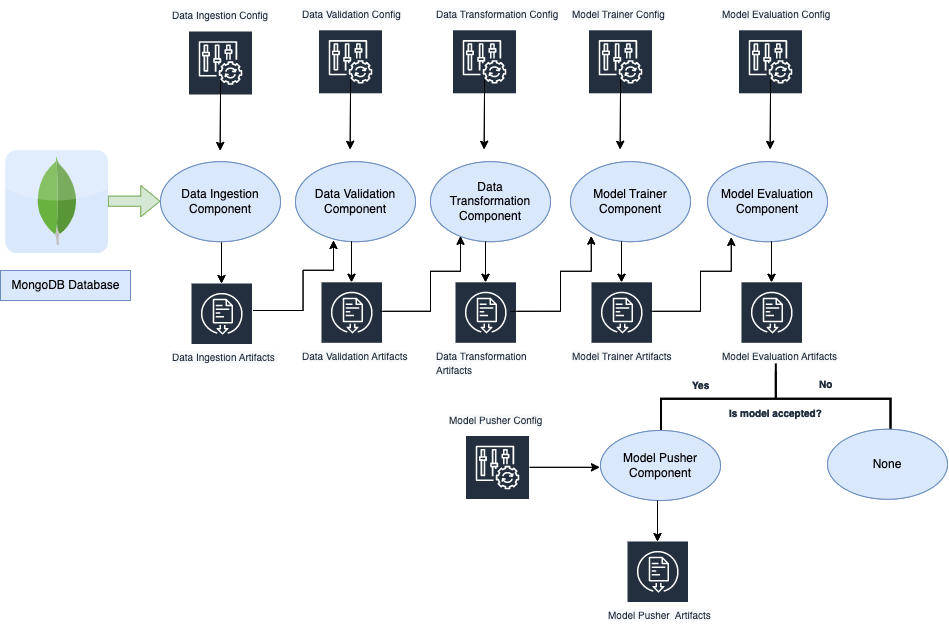 Data Ingestion Config
Data Validation Config
Data Transformation Config
Model Trainer Config
Model Evaluation Config
Data Ingestion
Component
Data Validation
Component
Data
Transformation
Component
Model Trainer
Component
Model Evaluation
Component
MongoDB Database
Data Ingestion Artifacts
Data Validation Artifacts
Data Transformation
Artifacts
Model Trainer Artifacts
Model Evaluation Artifacts
Yes
No
Is model accepted?
Model Pusher Config
Model Pusher
Component
None
Model Pusher Artifacts